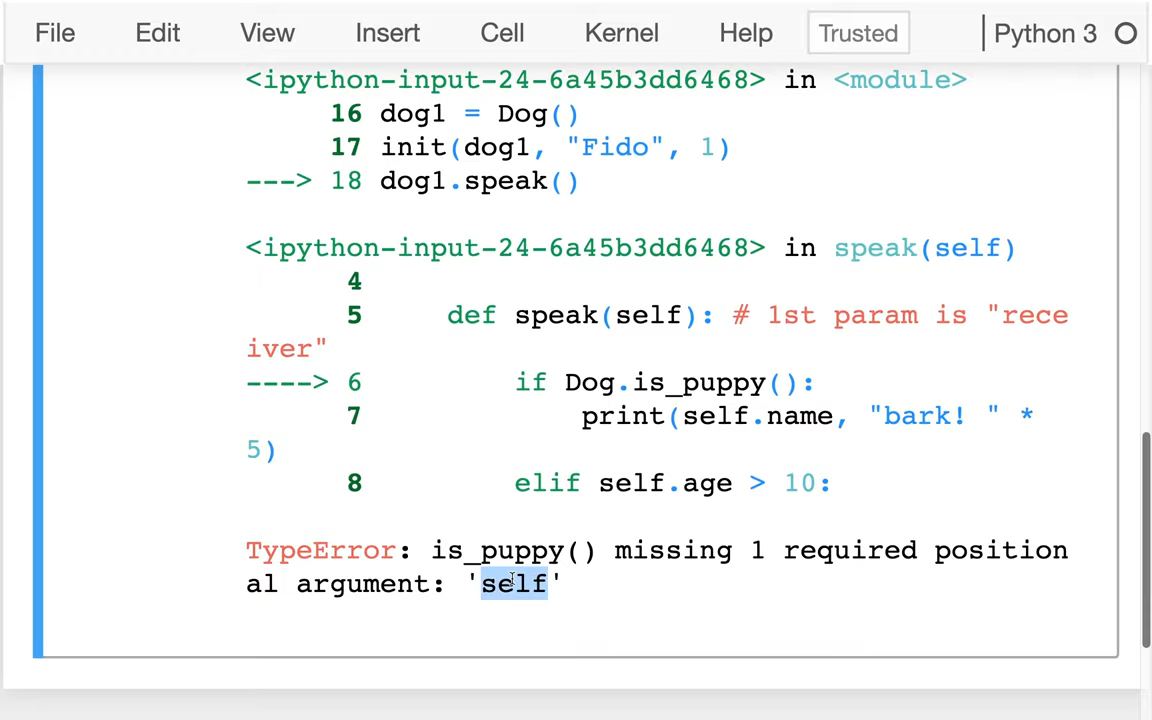 File Edit View Insert Cell Kernel Help Trusted Python 3
<ipython-input-24-6a45b3dd6468> in <module>
16 dog1 = Dog()
17 init(dog1, "Fido", 1)
---> 18 dog1.speak()
<ipython-input-24-6a45b3dd6468> in speak(self)
4
5 def speak(self): # 1st param is "rece
iver"
----> 6 if Dog.is_puppy():
7 print(self.name, "bark! " *
5)
8 elif self.age > 10:
TypeError: is_puppy() missing 1 required position
al argument: 'self'